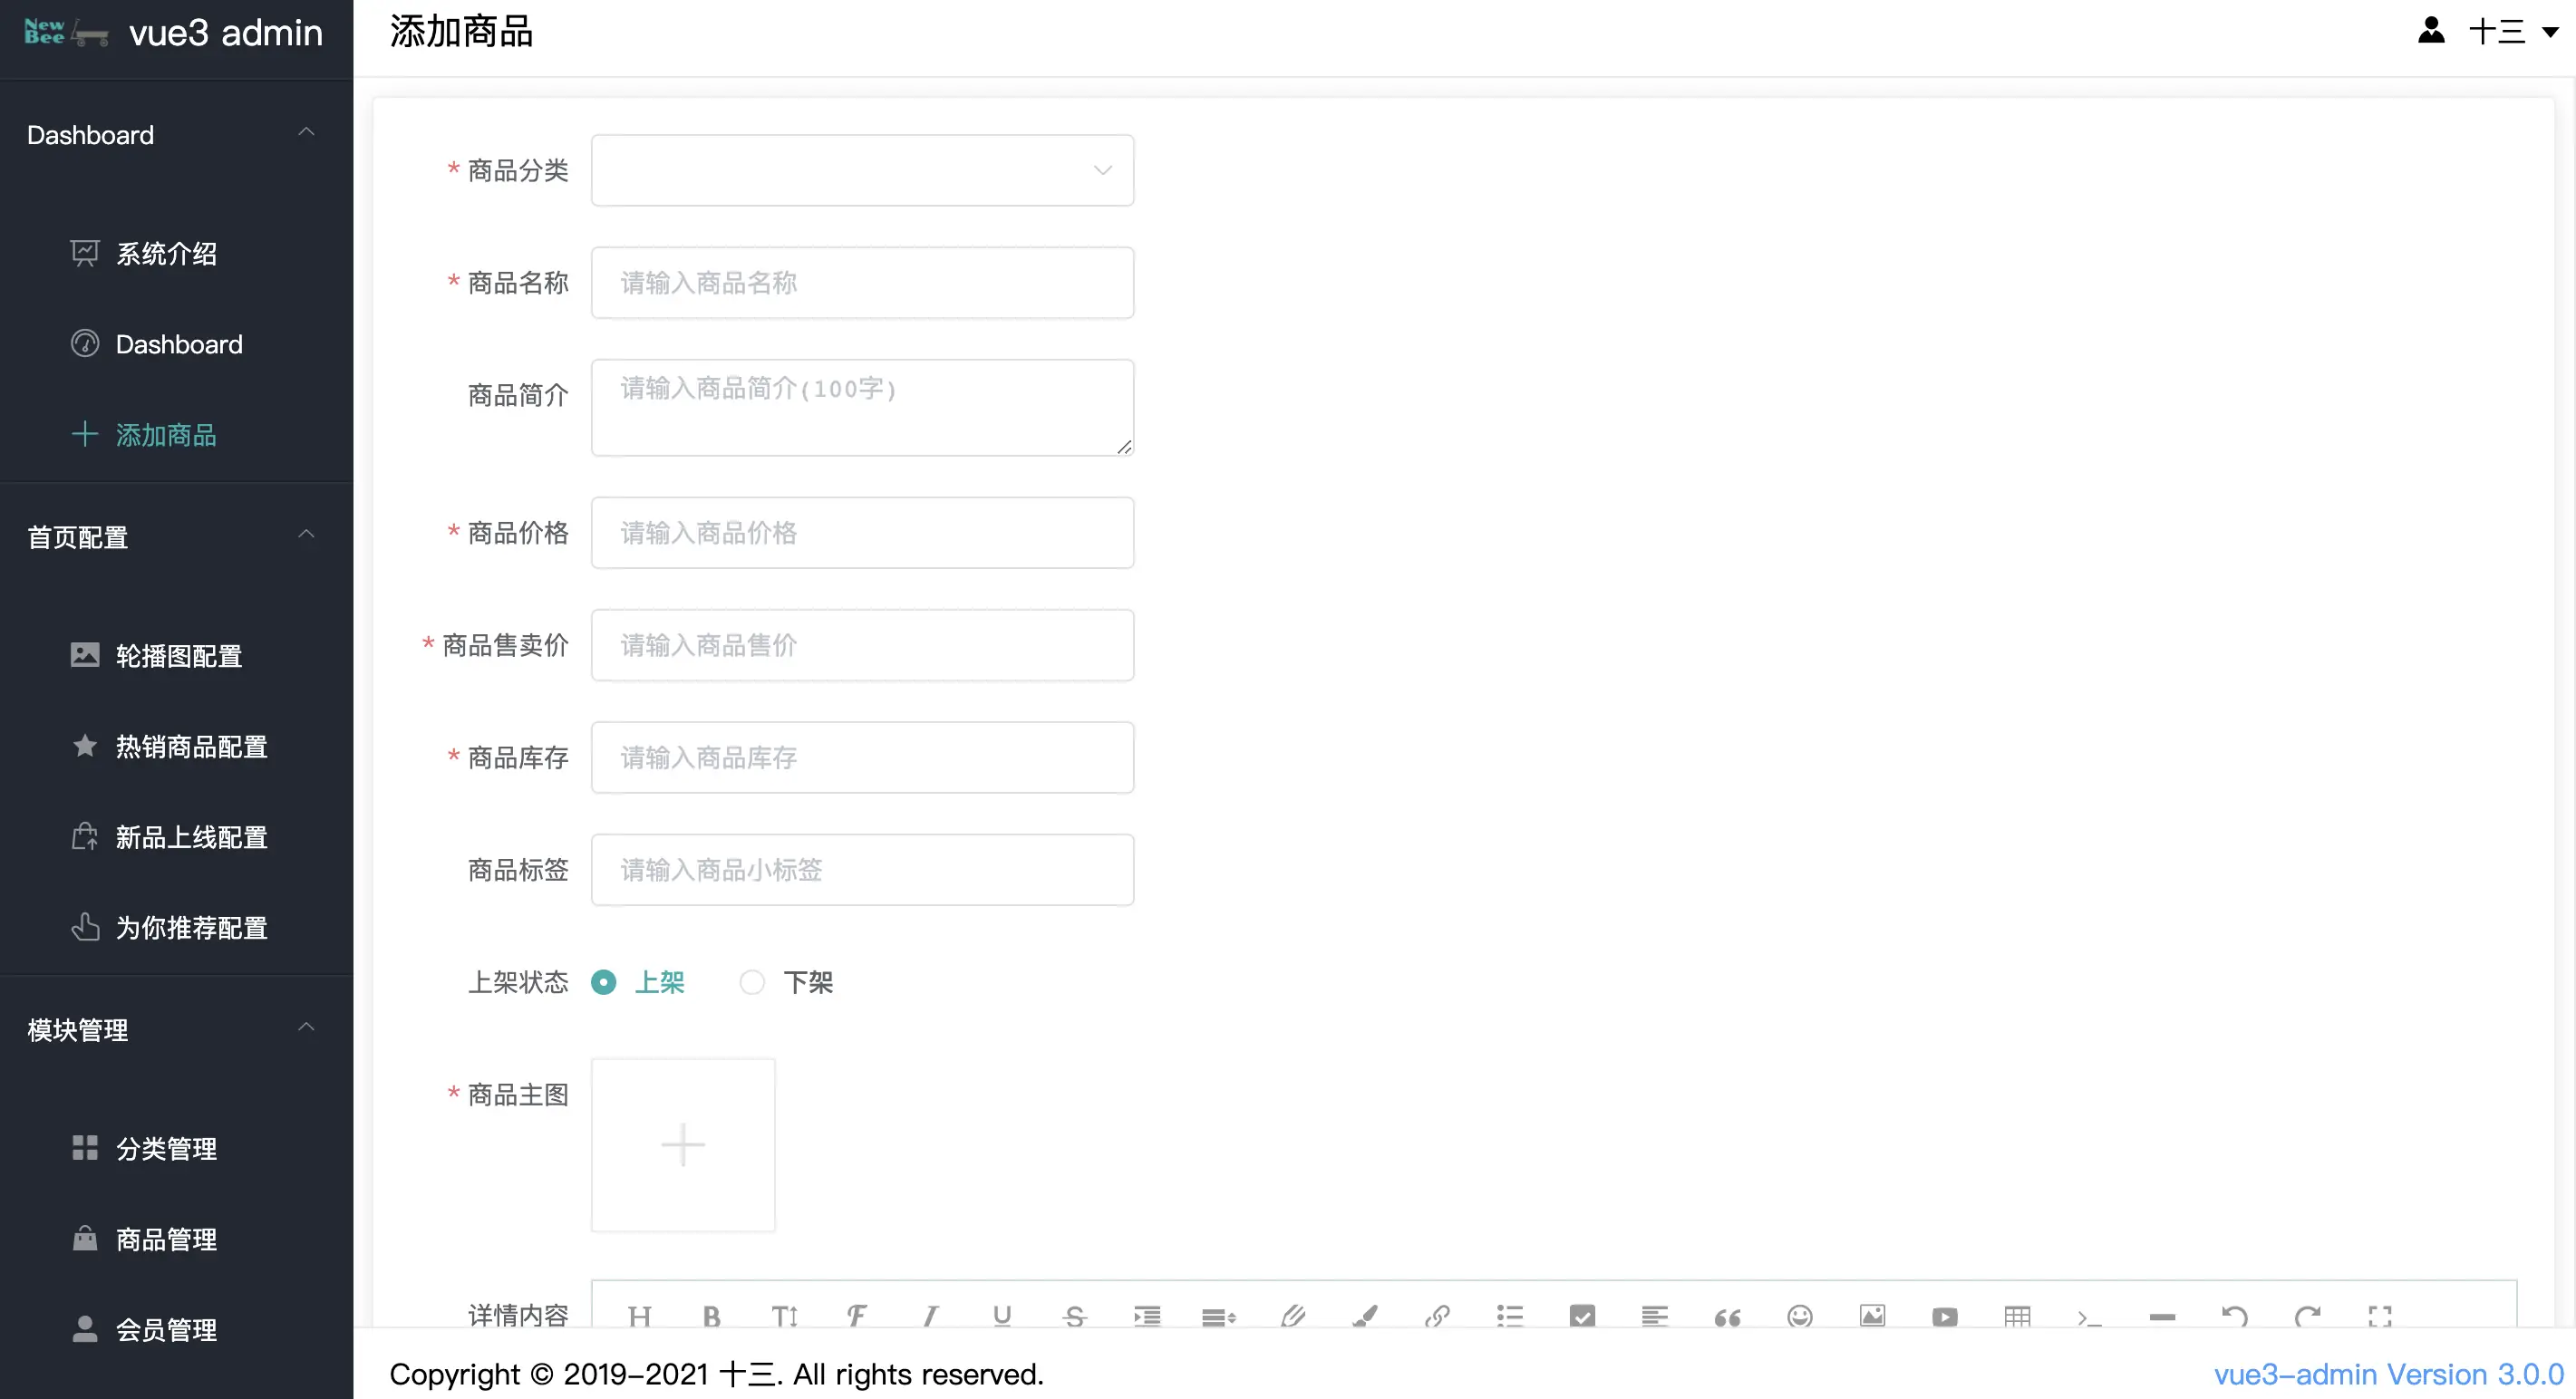 New Bee vue3 admin
Dashboard
系统介绍
Dashboard
添加商品
首页配置
轮播图配置
热销商品配置
新品上线配置
为你推荐配置
模块管理
分类管理
商品管理
会员管理
添加商品
十三
* 商品分类
* 商品名称 请输入商品名称
商品简介 请输入商品简介(100字)
* 商品价格 请输入商品价格
* 商品售卖价 请输入商品售价
* 商品库存 请输入商品库存
商品标签 请输入商品小标签
上架状态 上架 下架
* 商品主图
详情内容
Copyright © 2019-2021 十三. All rights reserved.
vue3-admin Version 3.0.0